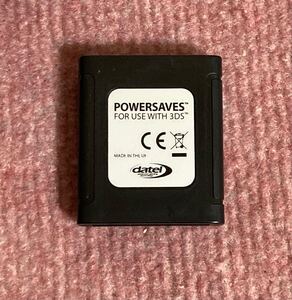 POWERSAVES™
FOR USE WITH 3DS™
CE
MADE IN THE UK
datel